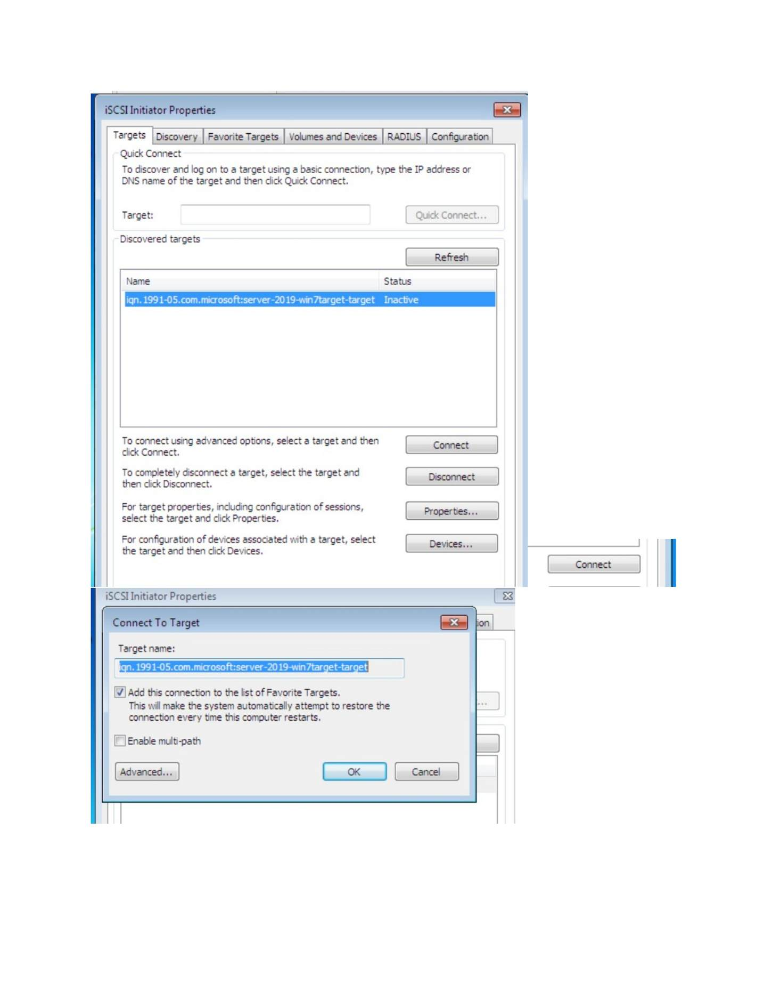 iSCSI Initiator Properties
Targets Discovery Favorite Targets Volumes and Devices RADIUS Configuration
Quick Connect
To discover and log on to a target using a basic connection, type the IP address or
DNS name of the target and then click Quick Connect.
Target: Quick Connect...
Discovered targets
Refresh
Name Status
iqn.1991-05.com.microsoft:server-2019-win7target-target Inactive
To connect using advanced options, select a target and then
click Connect.
Connect
To completely disconnect a target, select the target and
then click Disconnect.
Disconnect
For target properties, including configuration of sessions,
select the target and click Properties.
Properties...
For configuration of devices associated with a target, select
the target and then click Devices.
Devices...
Connect
iSCSI Initiator Properties
Connect To Target
ion
Target name:
iqn.1991-05.com.microsoft:server-2019-win7target-target
Add this connection to the list of Favorite Targets.
This will make the system automatically attempt to restore the
connection every time this computer restarts.
...
Enable multi-path
Advanced... OK Cancel